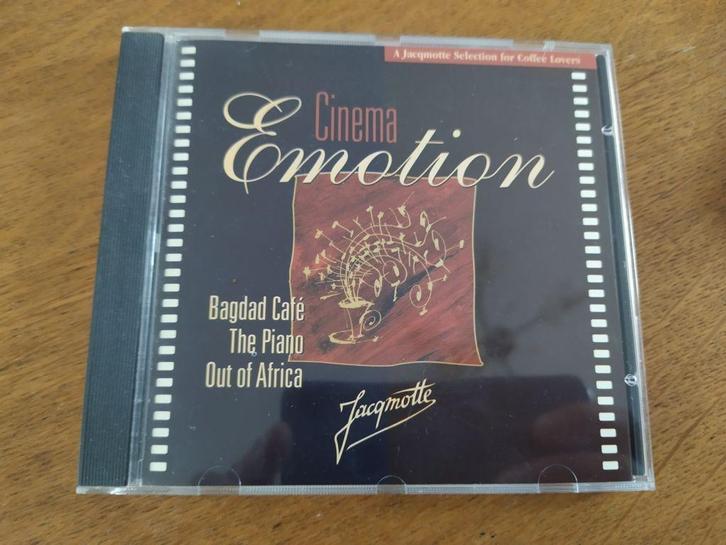 A Jacqmotte Selection for Coffee Lovers
Cinema
Emotion
Bagdad Café
The Piano
Out of Africa
Jacqmotte